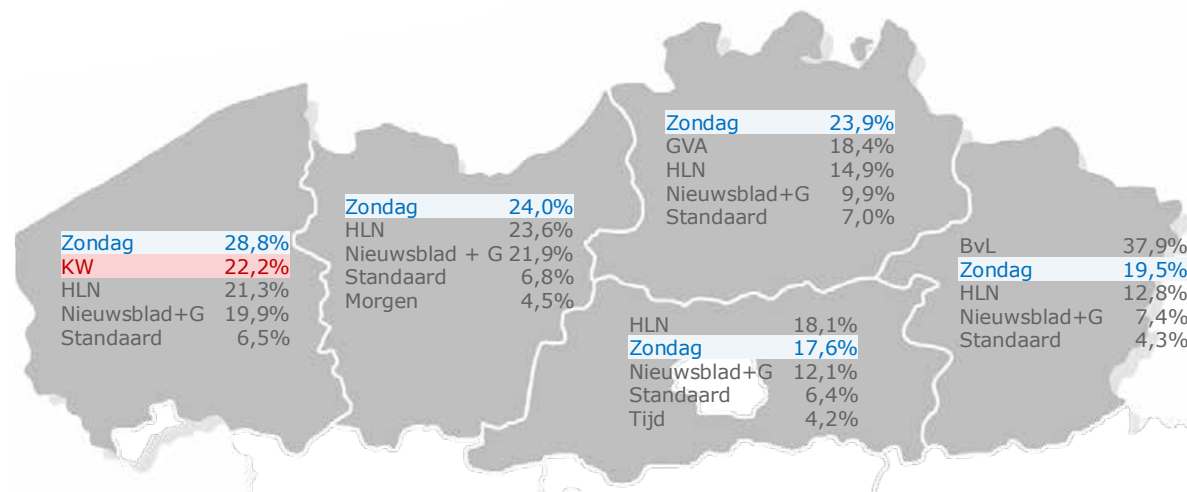 Zondag 28,8%
KW 22,2%
HLN 21,3%
Nieuwsblad+G 19,9%
Standaard 6,5%
Zondag 24,0%
HLN 23,6%
Nieuwsblad + G 21,9%
Standaard 6,8%
Morgen 4,5%
Zondag 23,9%
GVA 18,4%
HLN 14,9%
Nieuwsblad+G 9,9%
Standaard 7,0%
HLN 18,1%
Zondag 17,6%
Nieuwsblad+G 12,1%
Standaard 6,4%
Tijd 4,2%
BvL 37,9%
Zondag 19,5%
HLN 12,8%
Nieuwsblad+G 7,4%
Standaard 4,3%